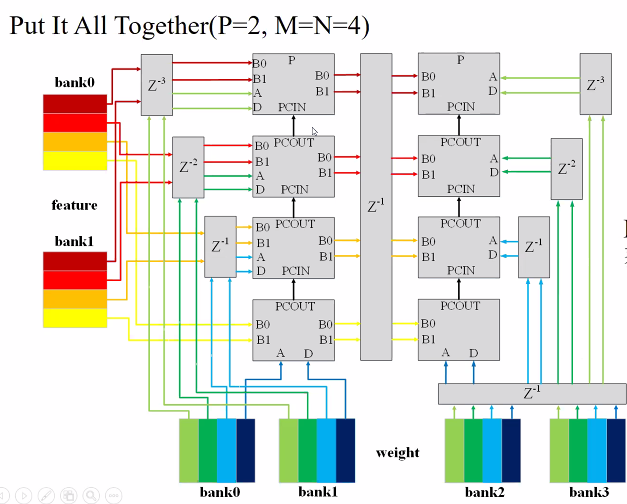 Put It All Together(P=2, M=N=4)
bank0
feature
bank1
Z⁻³
B0
B1
A
D
P
B0
B1
PCIN
B0
B1
P
A
D
PCIN
Z⁻³
Z⁻²
B0
B1
A
D
PCOUT
B0
B1
PCIN
Z⁻¹
B0
B1
PCOUT
A
D
PCIN
Z⁻²
Z⁻¹
B0
B1
A
D
PCOUT
B0
B1
PCIN
B0
B1
PCOUT
A
D
PCIN
Z⁻¹
B0
B1
PCOUT
B0
B1
A D
B0
B1
PCOUT
A D
Z⁻¹
weight
bank0
bank1
bank2
bank3